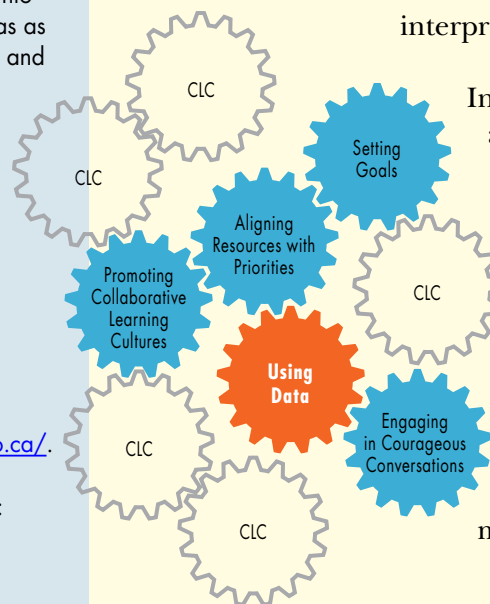 as as
and
interpr
CLC
CLC
Setting
Goals
Aligning
Resources with
Priorities
Promoting
Collaborative
Learning
Cultures
CLC
Using
Data
Engaging
in Courageous
Conversations
CLC
CLC
o.ca/.